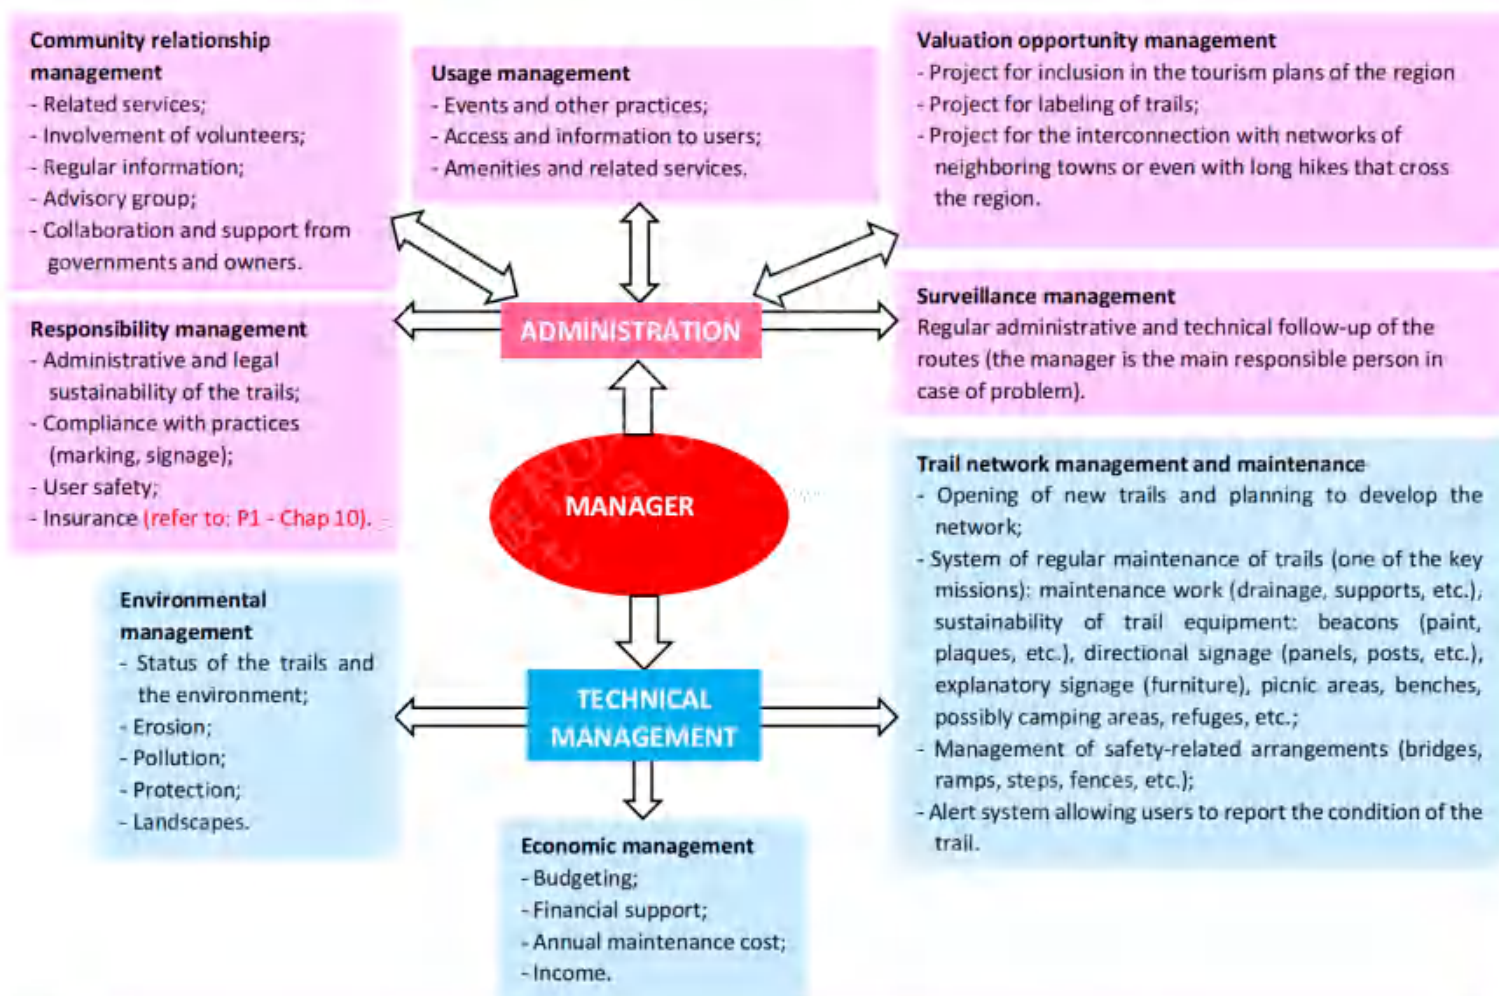 Community relationship
management
- Related services;
- Involvement of volunteers;
- Regular information;
- Advisory group;
- Collaboration and support from
governments and owners.
Usage management
- Events and other practices;
- Access and information to users;
- Amenities and related services.
Valuation opportunity management
- Project for inclusion in the tourism plans of the region
- Project for labeling of trails;
- Project for the interconnection with networks of
neighboring towns or even with long hikes that cross
the region.
Responsibility management
- Administrative and legal
sustainability of the trails;
- Compliance with practices
(marking, signage);
- User safety;
- Insurance (refer to: P1 - Chap 10).
ADMINISTRATION
Surveillance management
Regular administrative and technical follow-up of the
routes (the manager is the main responsible person in
case of problem).
MANAGER
Environmental
management
- Status of the trails and
the environment;
- Erosion;
- Pollution;
- Protection;
- Landscapes.
TECHNICAL
MANAGEMENT
Trail network management and maintenance
- Opening of new trails and planning to develop the
network;
- System of regular maintenance of trails (one of the key
missions): maintenance work (drainage, supports, etc.),
sustainability of trail equipment: beacons (paint,
plaques, etc.), directional signage (panels, posts, etc.),
explanatory signage (furniture), picnic areas, benches,
possibly camping areas, refuges, etc.;
- Management of safety-related arrangements (bridges,
ramps, steps, fences, etc.);
- Alert system allowing users to report the condition of the
trail.
Economic management
- Budgeting;
- Financial support;
- Annual maintenance cost;
- Income.